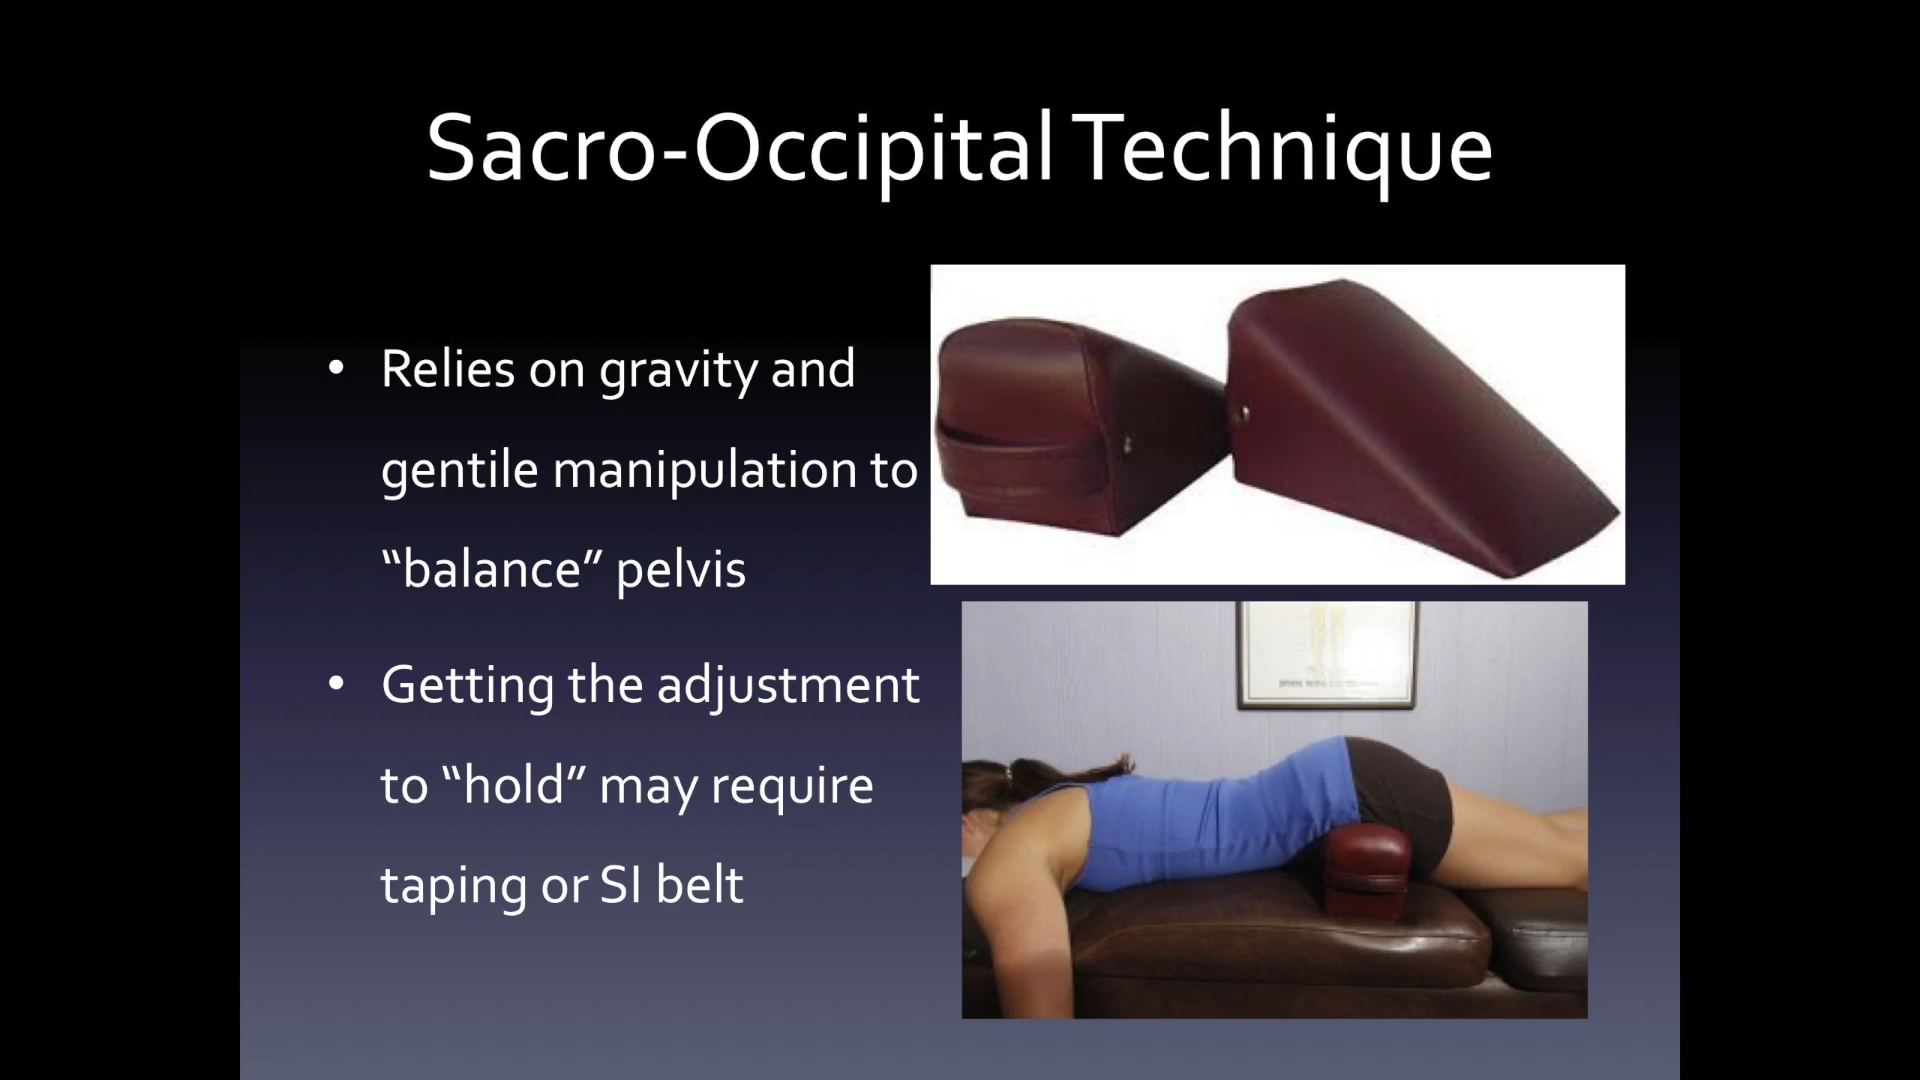 Sacro-Occipital Technique
• Relies on gravity and
gentile manipulation to
“balance” pelvis
• Getting the adjustment
to “hold” may require
taping or SI belt